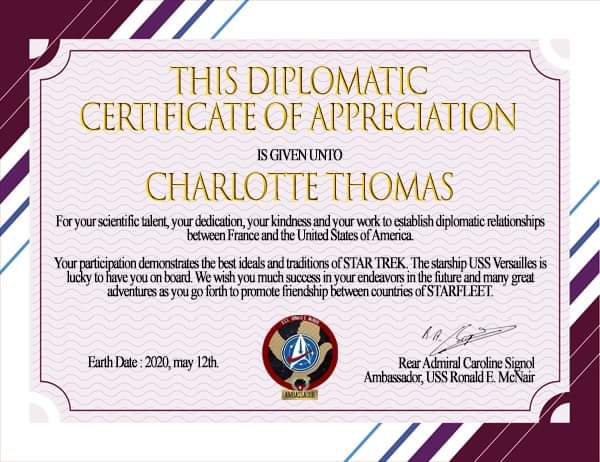 THIS DIPLOMATIC
CERTIFICATE OF APPRECIATION
IS GIVEN UNTO
CHARLOTTE THOMAS
For your scientific talent, your dedication, your kindness and your work to establish diplomatic relationships
between France and the United States of America.
Your participation demonstrates the best ideals and traditions of STAR TREK. The starship USS Versailles is
lucky to have you on board. We wish you much success in your endeavors in the future and many great
adventures as you go forth to promote friendship between countries of STARFLEET.
Earth Date : 2020, may 12th.
AMBASSADOR
Rear Admiral Caroline Signol
Ambassador, USS Ronald E. McNair